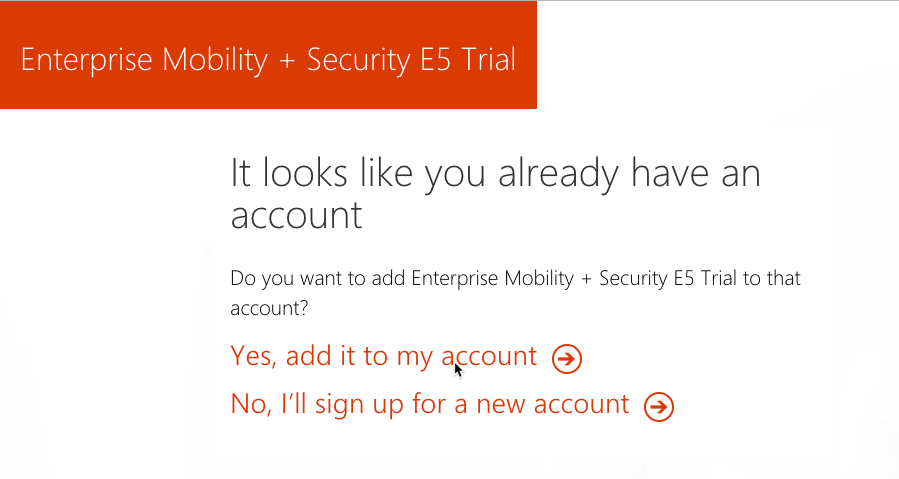 Enterprise Mobility + Security E5 Trial
It looks like you already have an
account
Do you want to add Enterprise Mobility + Security E5 Trial to that
account?
Yes, add it to my account
No, I’ll sign up for a new account